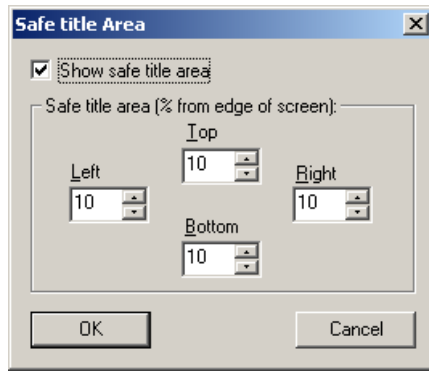 Safe title Area
Show safe title area
Safe title area (% from edge of screen):
Top
10
Left
10
Right
10
Bottom
10
OK
Cancel